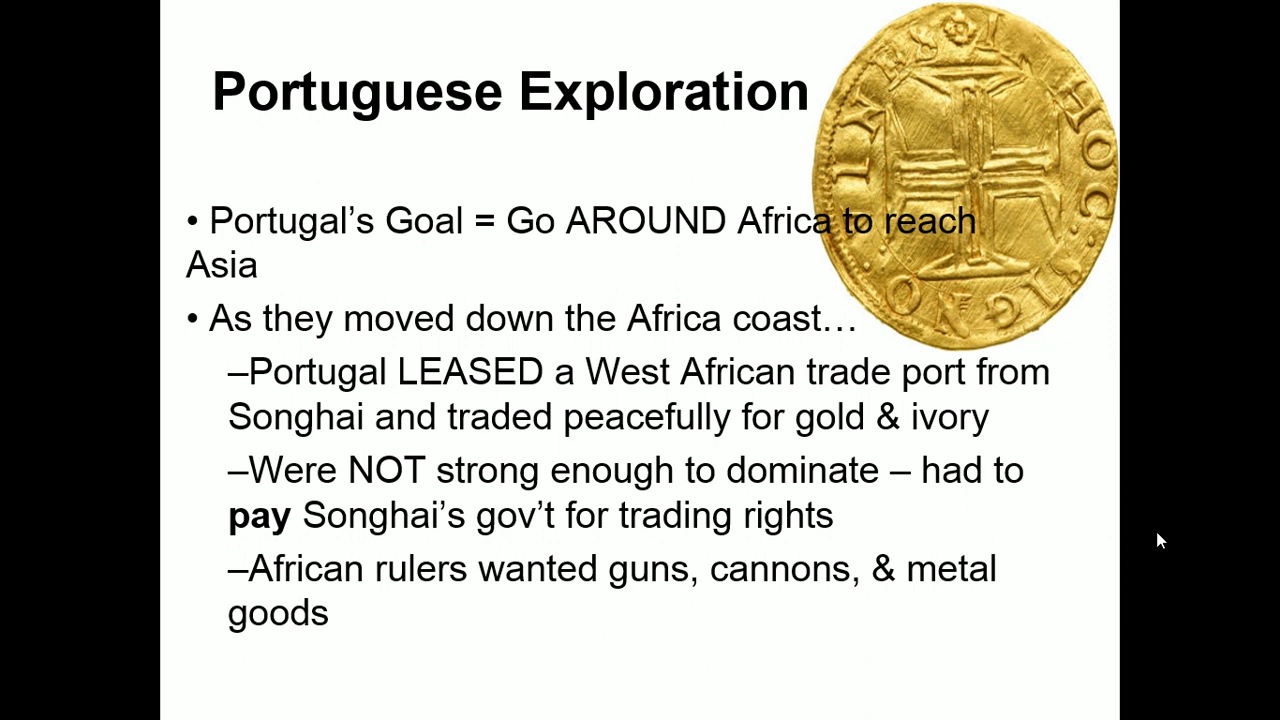 Portuguese Exploration
• Portugal’s Goal = Go AROUND Africa to reach
Asia
• As they moved down the Africa coast…
–Portugal LEASED a West African trade port from
Songhai and traded peacefully for gold & ivory
–Were NOT strong enough to dominate – had to
pay Songhai’s gov’t for trading rights
–African rulers wanted guns, cannons, & metal
goods
HOC